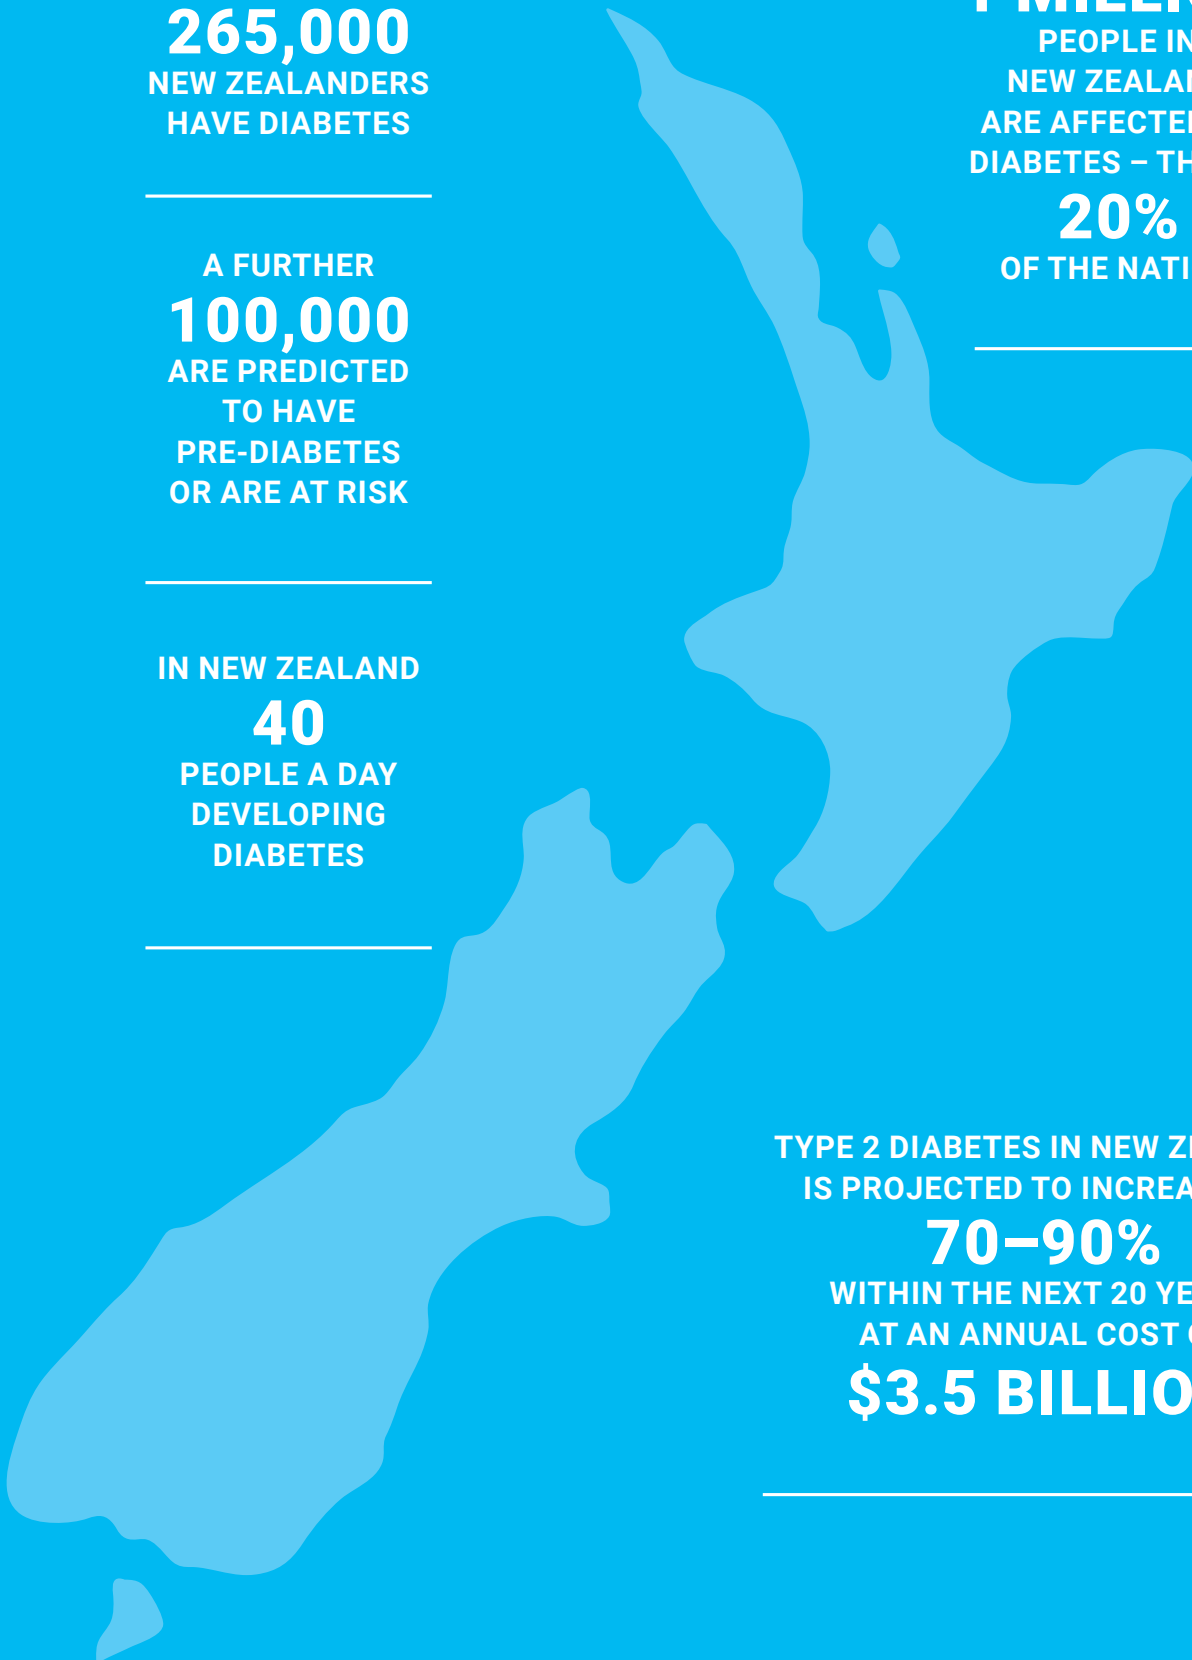 265,000
NEW ZEALANDERS
HAVE DIABETES
A FURTHER
100,000
ARE PREDICTED
TO HAVE
PRE-DIABETES
OR ARE AT RISK
IN NEW ZEALAND
40
PEOPLE A DAY
DEVELOPING
DIABETES
PEOPLE IN
NEW
ARE
DIABETES –
20%
OF THE
TYPE 2 DIABETES IN NEW
IS PROJECTED TO
70–90%
WITHIN THE NEXT 20
AT AN ANNUAL COST
$3.5